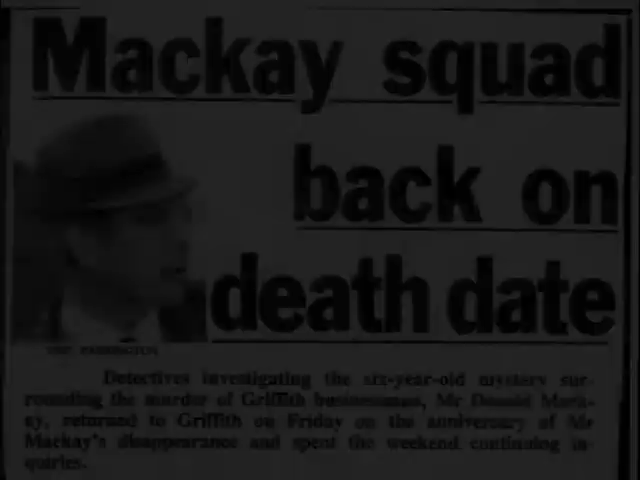 Mackay squad
back on
death date
Detectives investigating the six-year-old mystery sur-
rounding the murder of Griffith businessman, Mr Donald Mack-
ay, returned to Griffith on Friday on the anniversary of Mr
Mackay's disappearance and spent the weekend continuing in-
quiries.